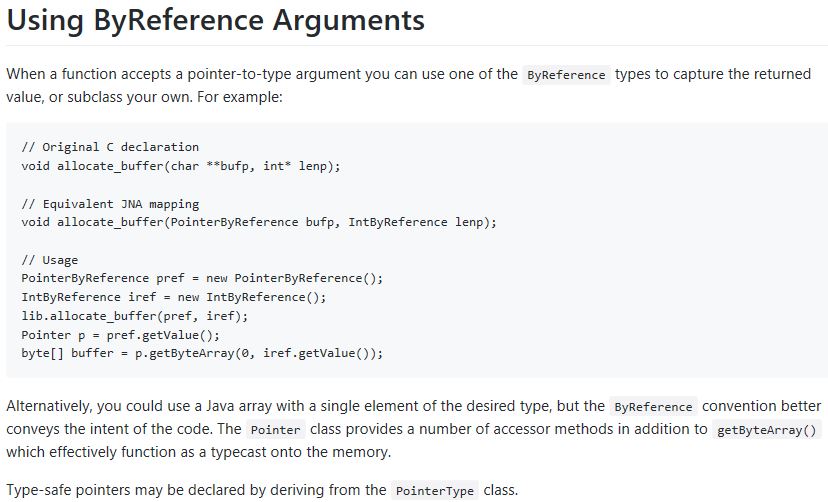 Using ByReference Arguments
When a function accepts a pointer-to-type argument you can use one of the ByReference types to capture the returned
value, or subclass your own. For example:
// Original C declaration
void allocate_buffer(char **bufp, int* lenp);
// Equivalent JNA mapping
void allocate_buffer(PointerByReference bufp, IntByReference lenp);
// Usage
PointerByReference pref = new PointerByReference();
IntByReference iref = new IntByReference();
lib.allocate_buffer(pref, iref);
Pointer p = pref.getValue();
byte[] buffer = p.getByteArray(0, iref.getValue());
Alternatively, you could use a Java array with a single element of the desired type, but the ByReference convention better
conveys the intent of the code. The Pointer class provides a number of accessor methods in addition to getByteArray()
which effectively function as a typecast onto the memory.
Type-safe pointers may be declared by deriving from the PointerType class.